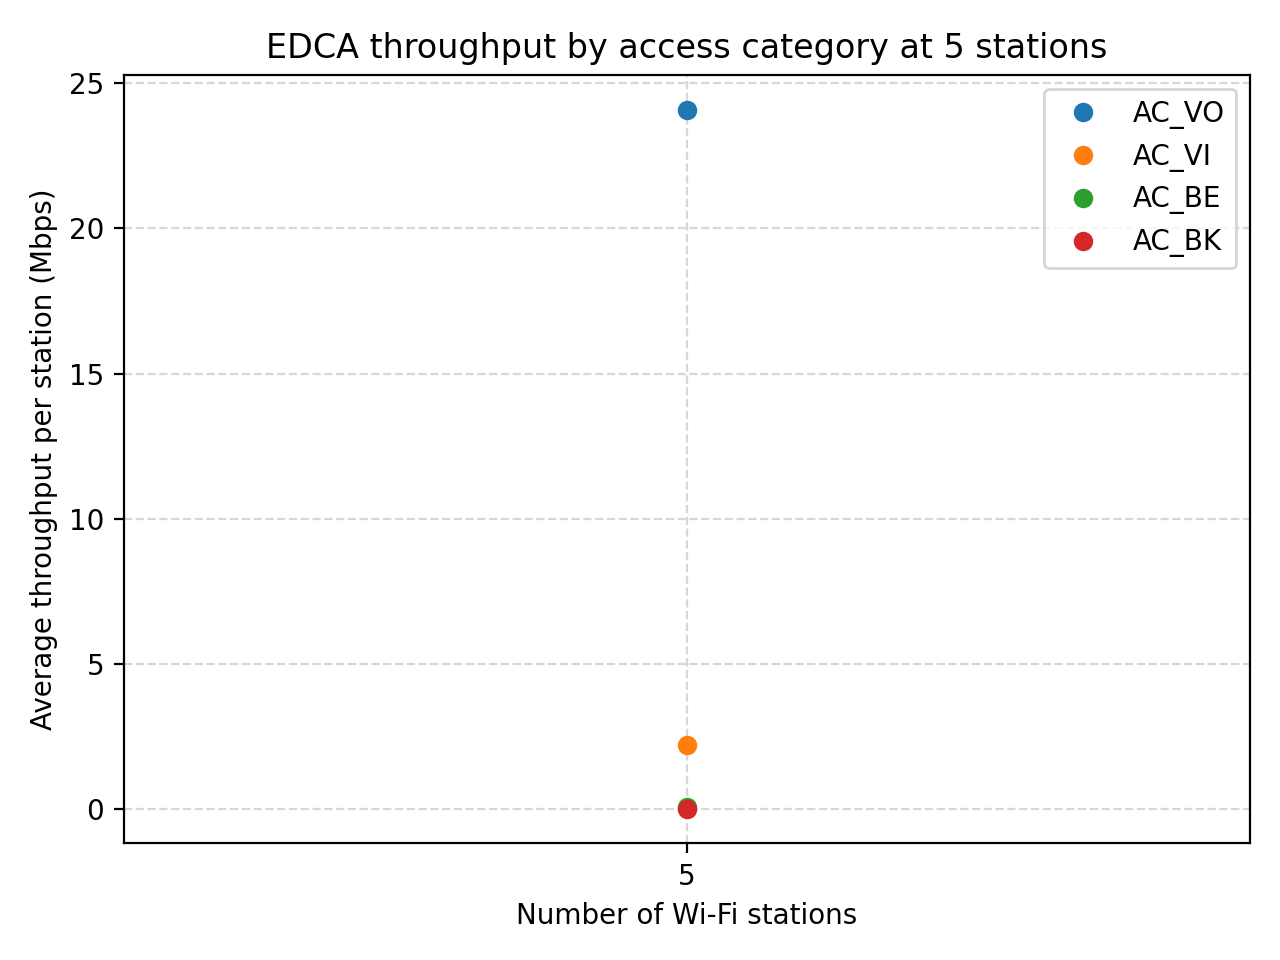 EDCA throughput by access category at 5 stations
25
20
15
10
5
0
Average throughput per station (Mbps)
AC_VO
AC_VI
AC_BE
AC_BK
5
Number of Wi-Fi stations